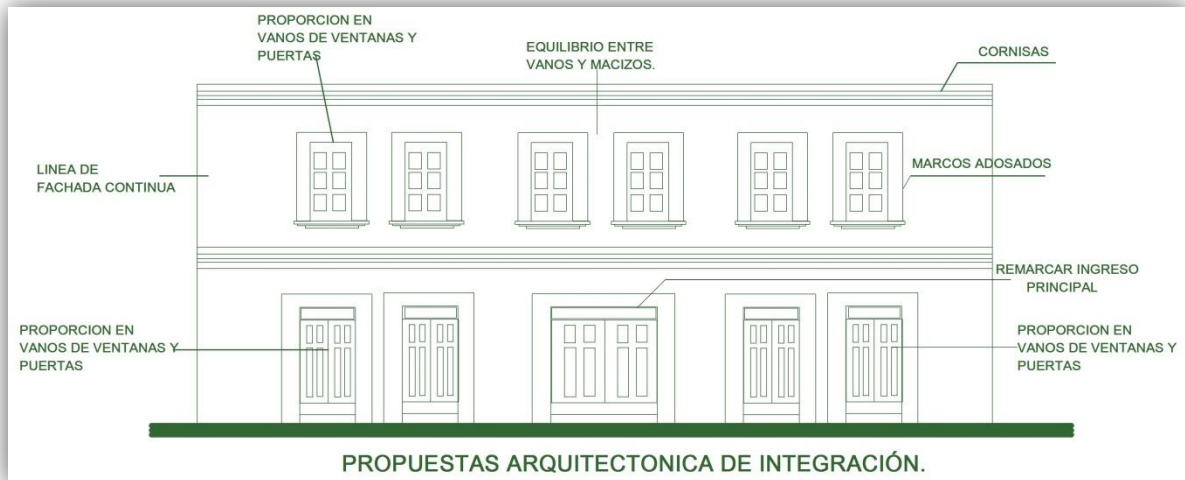 PROPORCION EN
VANOS DE VENTANAS Y
PUERTAS
EQUILIBRIO ENTRE
VANOS Y MACIZOS.
CORNISAS
LINEA DE
FACHADA CONTINUA
MARCOS ADOSADOS
REMARCAR INGRESO
PRINCIPAL
PROPORCION EN
VANOS DE VENTANAS Y
PUERTAS
PROPORCION EN
VANOS DE VENTANAS Y
PUERTAS
PROPUESTAS ARQUITECTONICA DE INTEGRACIÓN.